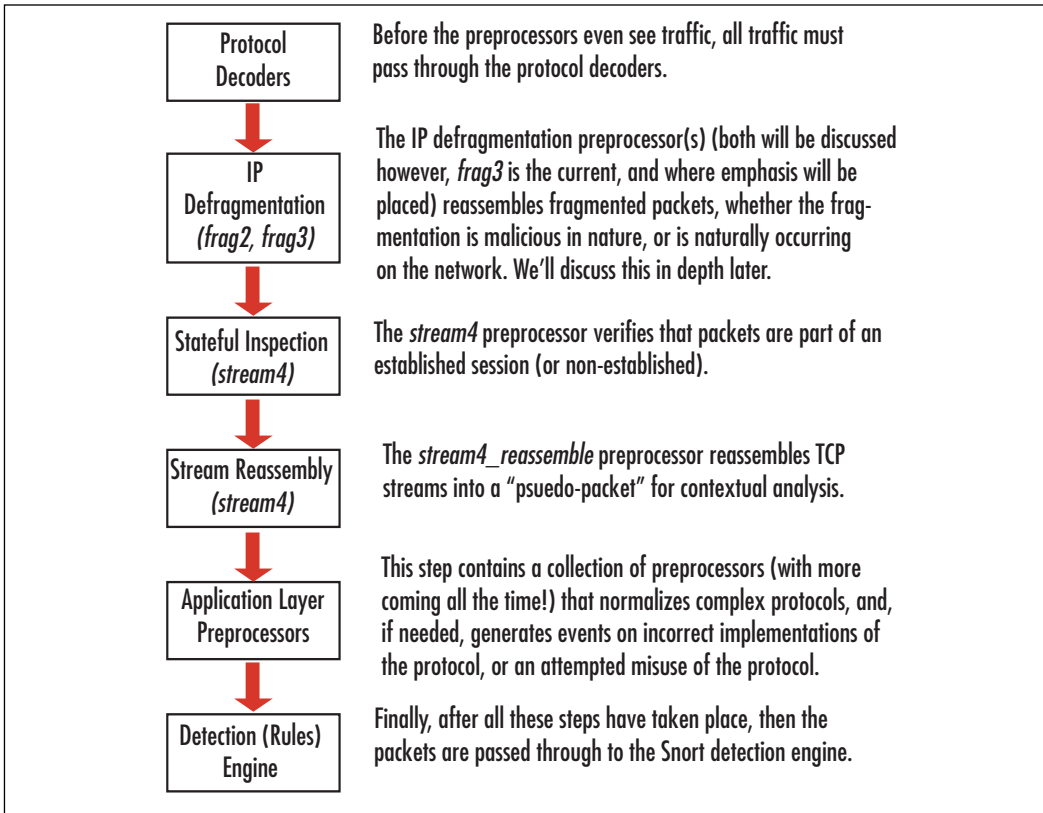 Protocol
Decoders
Before the preprocessors even see traffic, all traffic must
pass through the protocol decoders.
IP
Defragmentation
(frag2, frag3)
The IP defragmentation preprocessor(s) (both will be discussed
however, frag3 is the current, and where emphasis will be
placed) reassembles fragmented packets, whether the frag-
mentation is malicious in nature, or is naturally occurring
on the network. We’ll discuss this in depth later.
Stateful Inspection
(stream4)
The stream4 preprocessor verifies that packets are part of an
established session (or non-established).
Stream Reassembly
(stream4)
The stream4_reassemble preprocessor reassembles TCP
streams into a “psuedo-packet” for contextual analysis.
Application Layer
Preprocessors
This step contains a collection of preprocessors (with more
coming all the time!) that normalizes complex protocols, and,
if needed, generates events on incorrect implementations of
the protocol, or an attempted misuse of the protocol.
Detection (Rules)
Engine
Finally, after all these steps have taken place, then the
packets are passed through to the Snort detection engine.